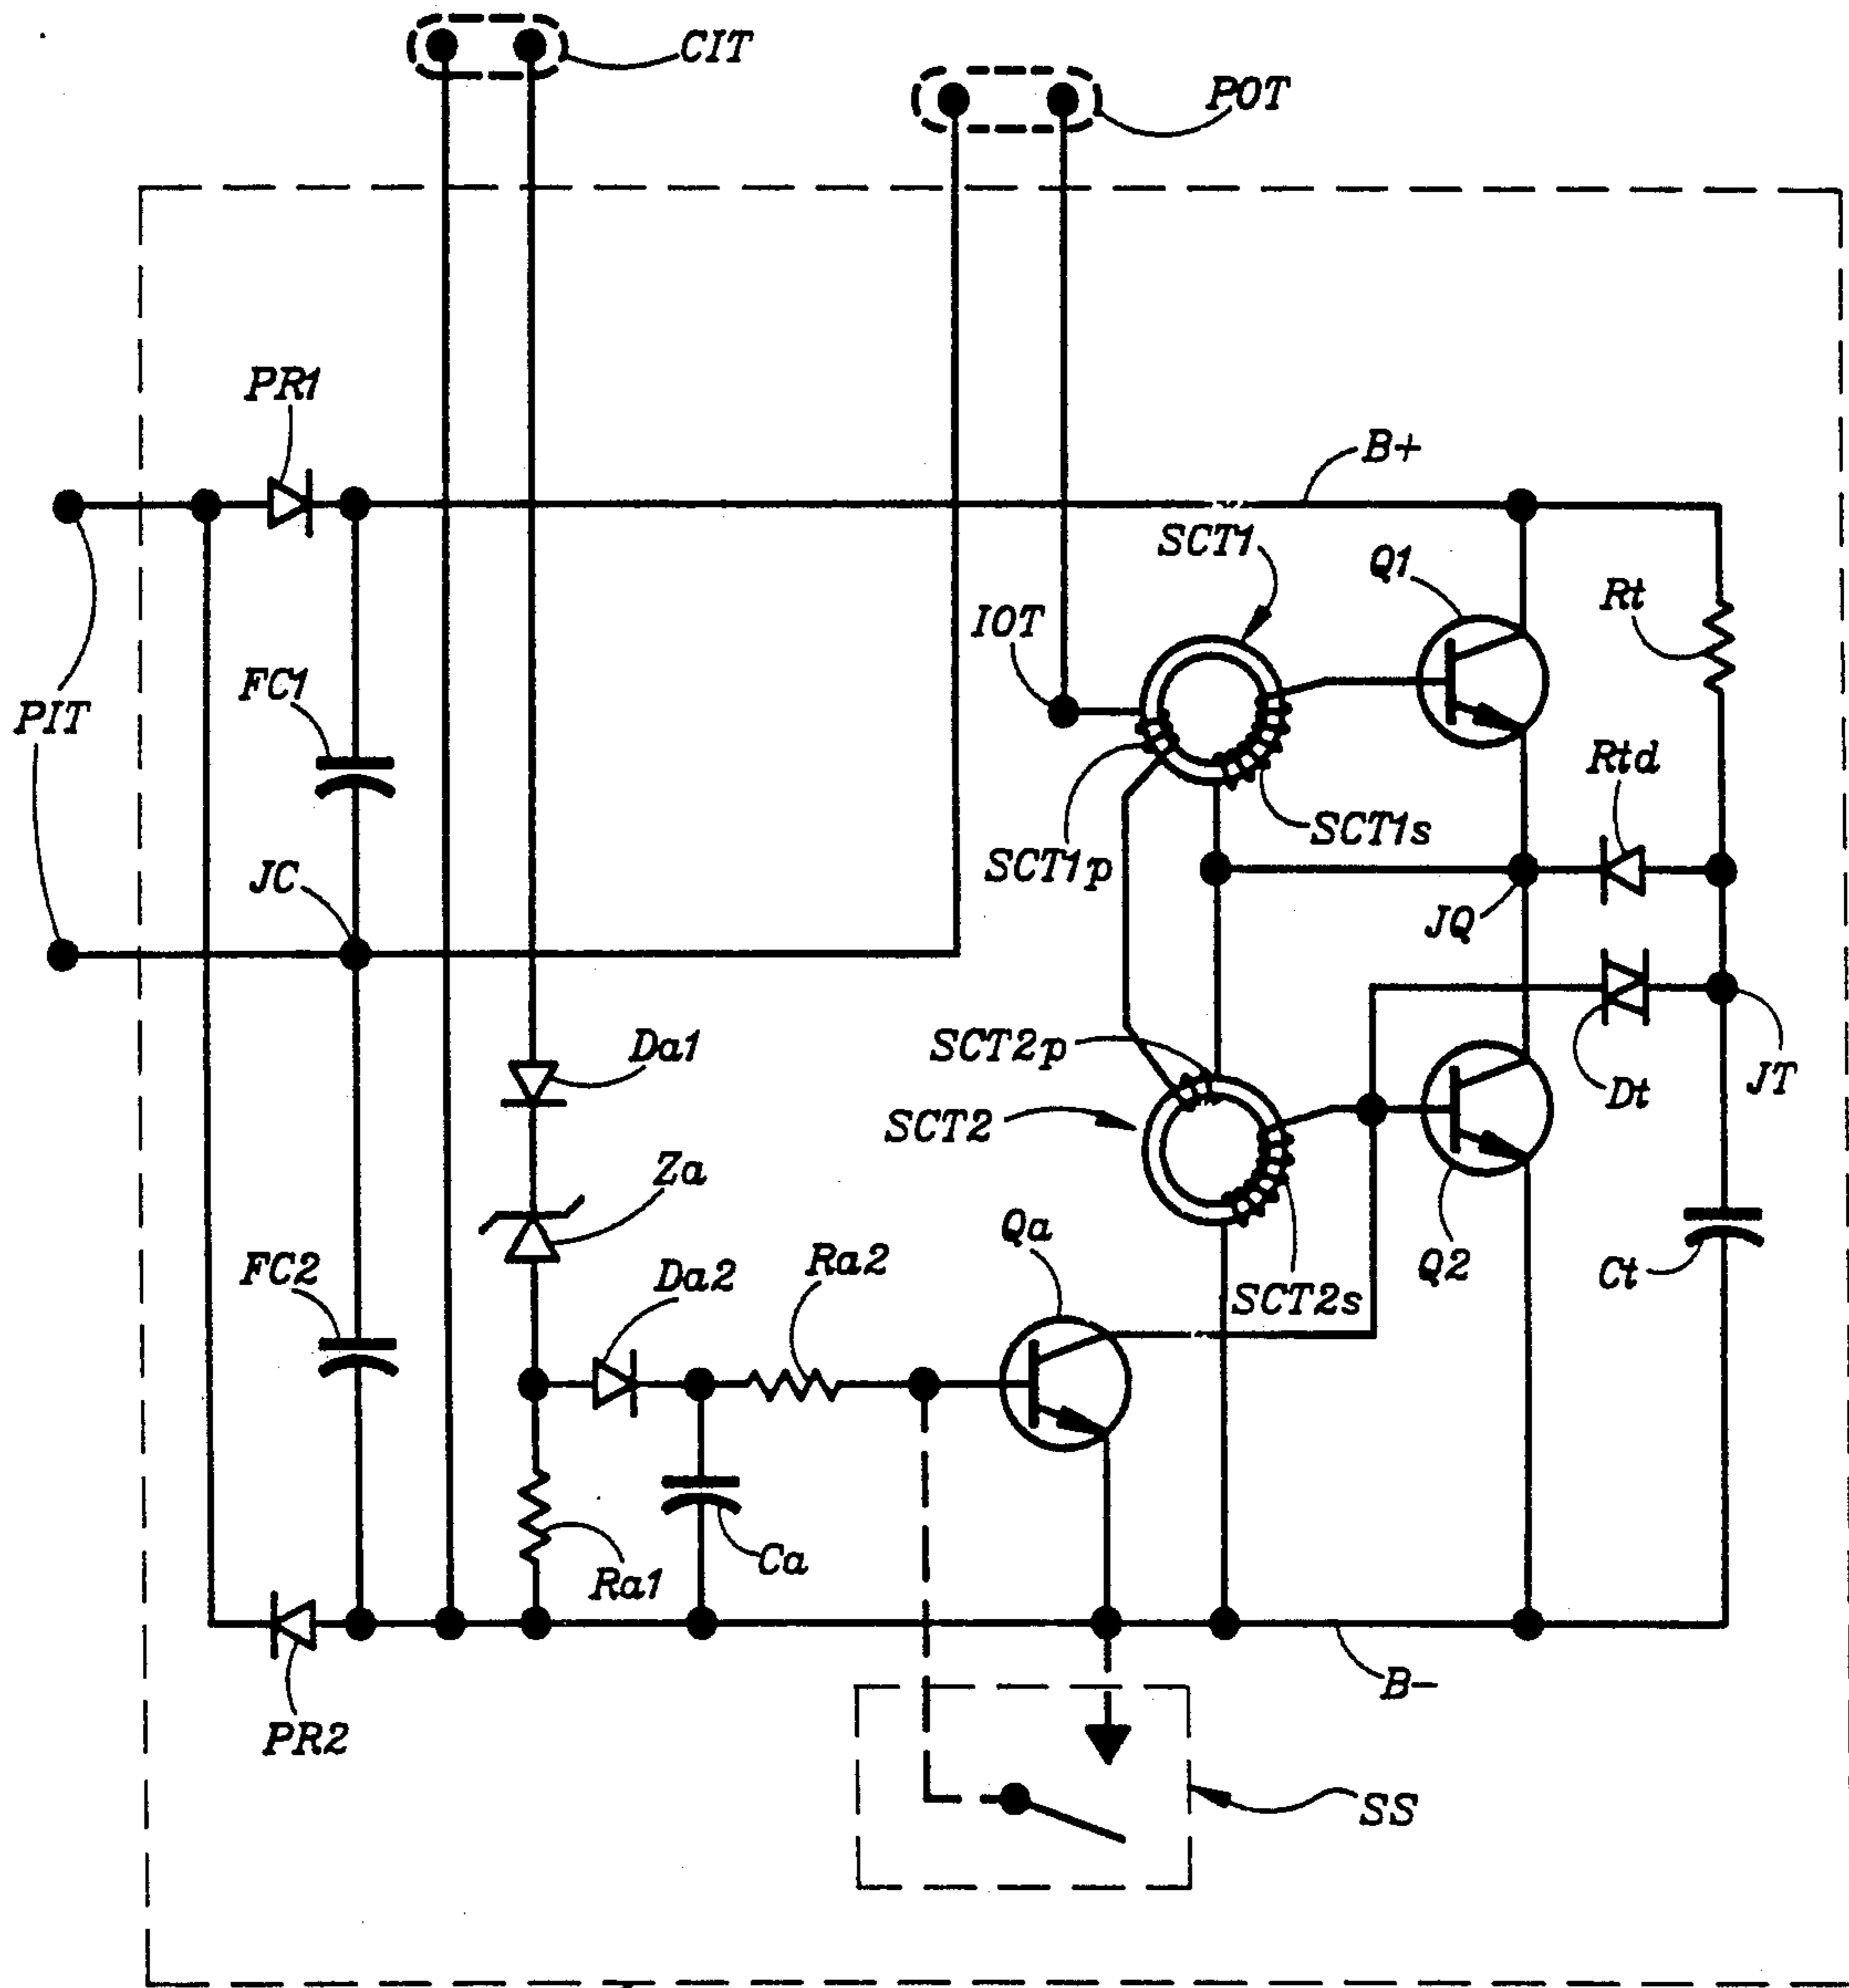 CIT
POT
PR1
B+
SCT1
Q1
Rt
IOT
FC1
PIT
Rtd
SCT1s
SCT1p
JC
JQ
Da1
SCT2p
JT
Dt
SCT2
Za
Qa
Q2
FC2
Da2
Ra2
SCT2s
Ct
Ca
Ra1
B-
PR2
SS